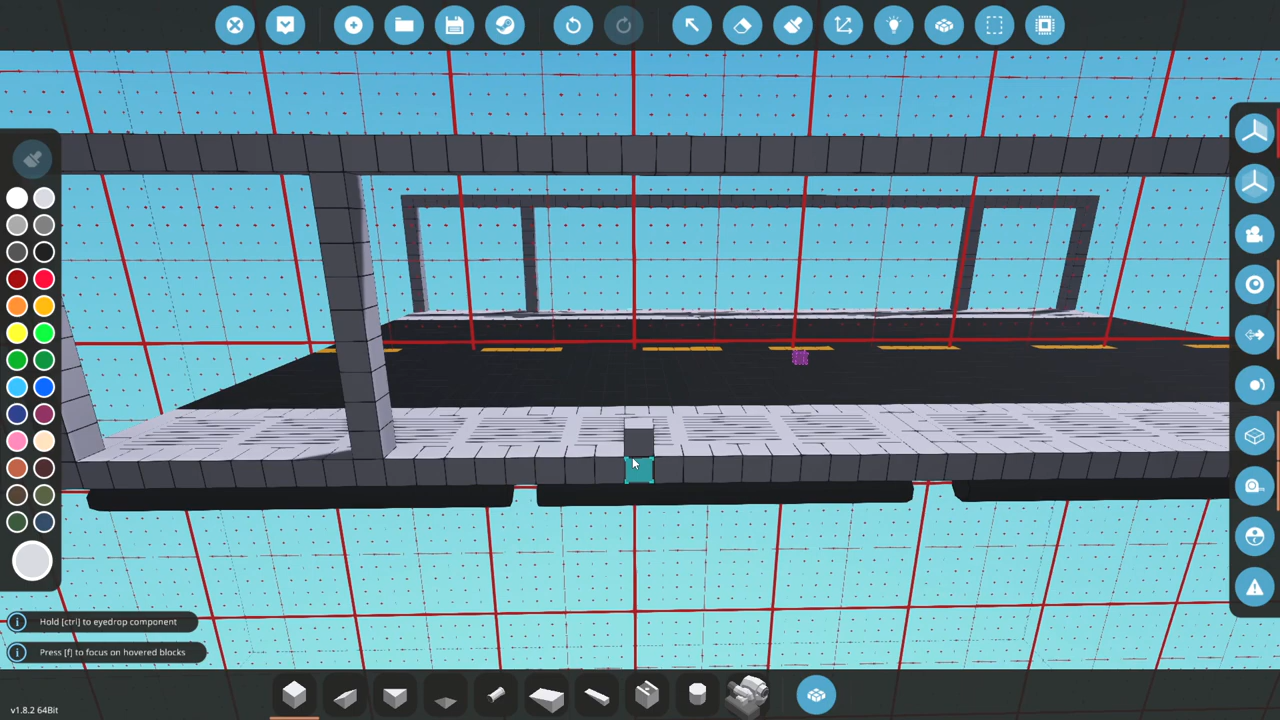 Hold [ctrl] to eyedrop component
Press [f] to focus on hovered blocks
v1.8.2 64Bit